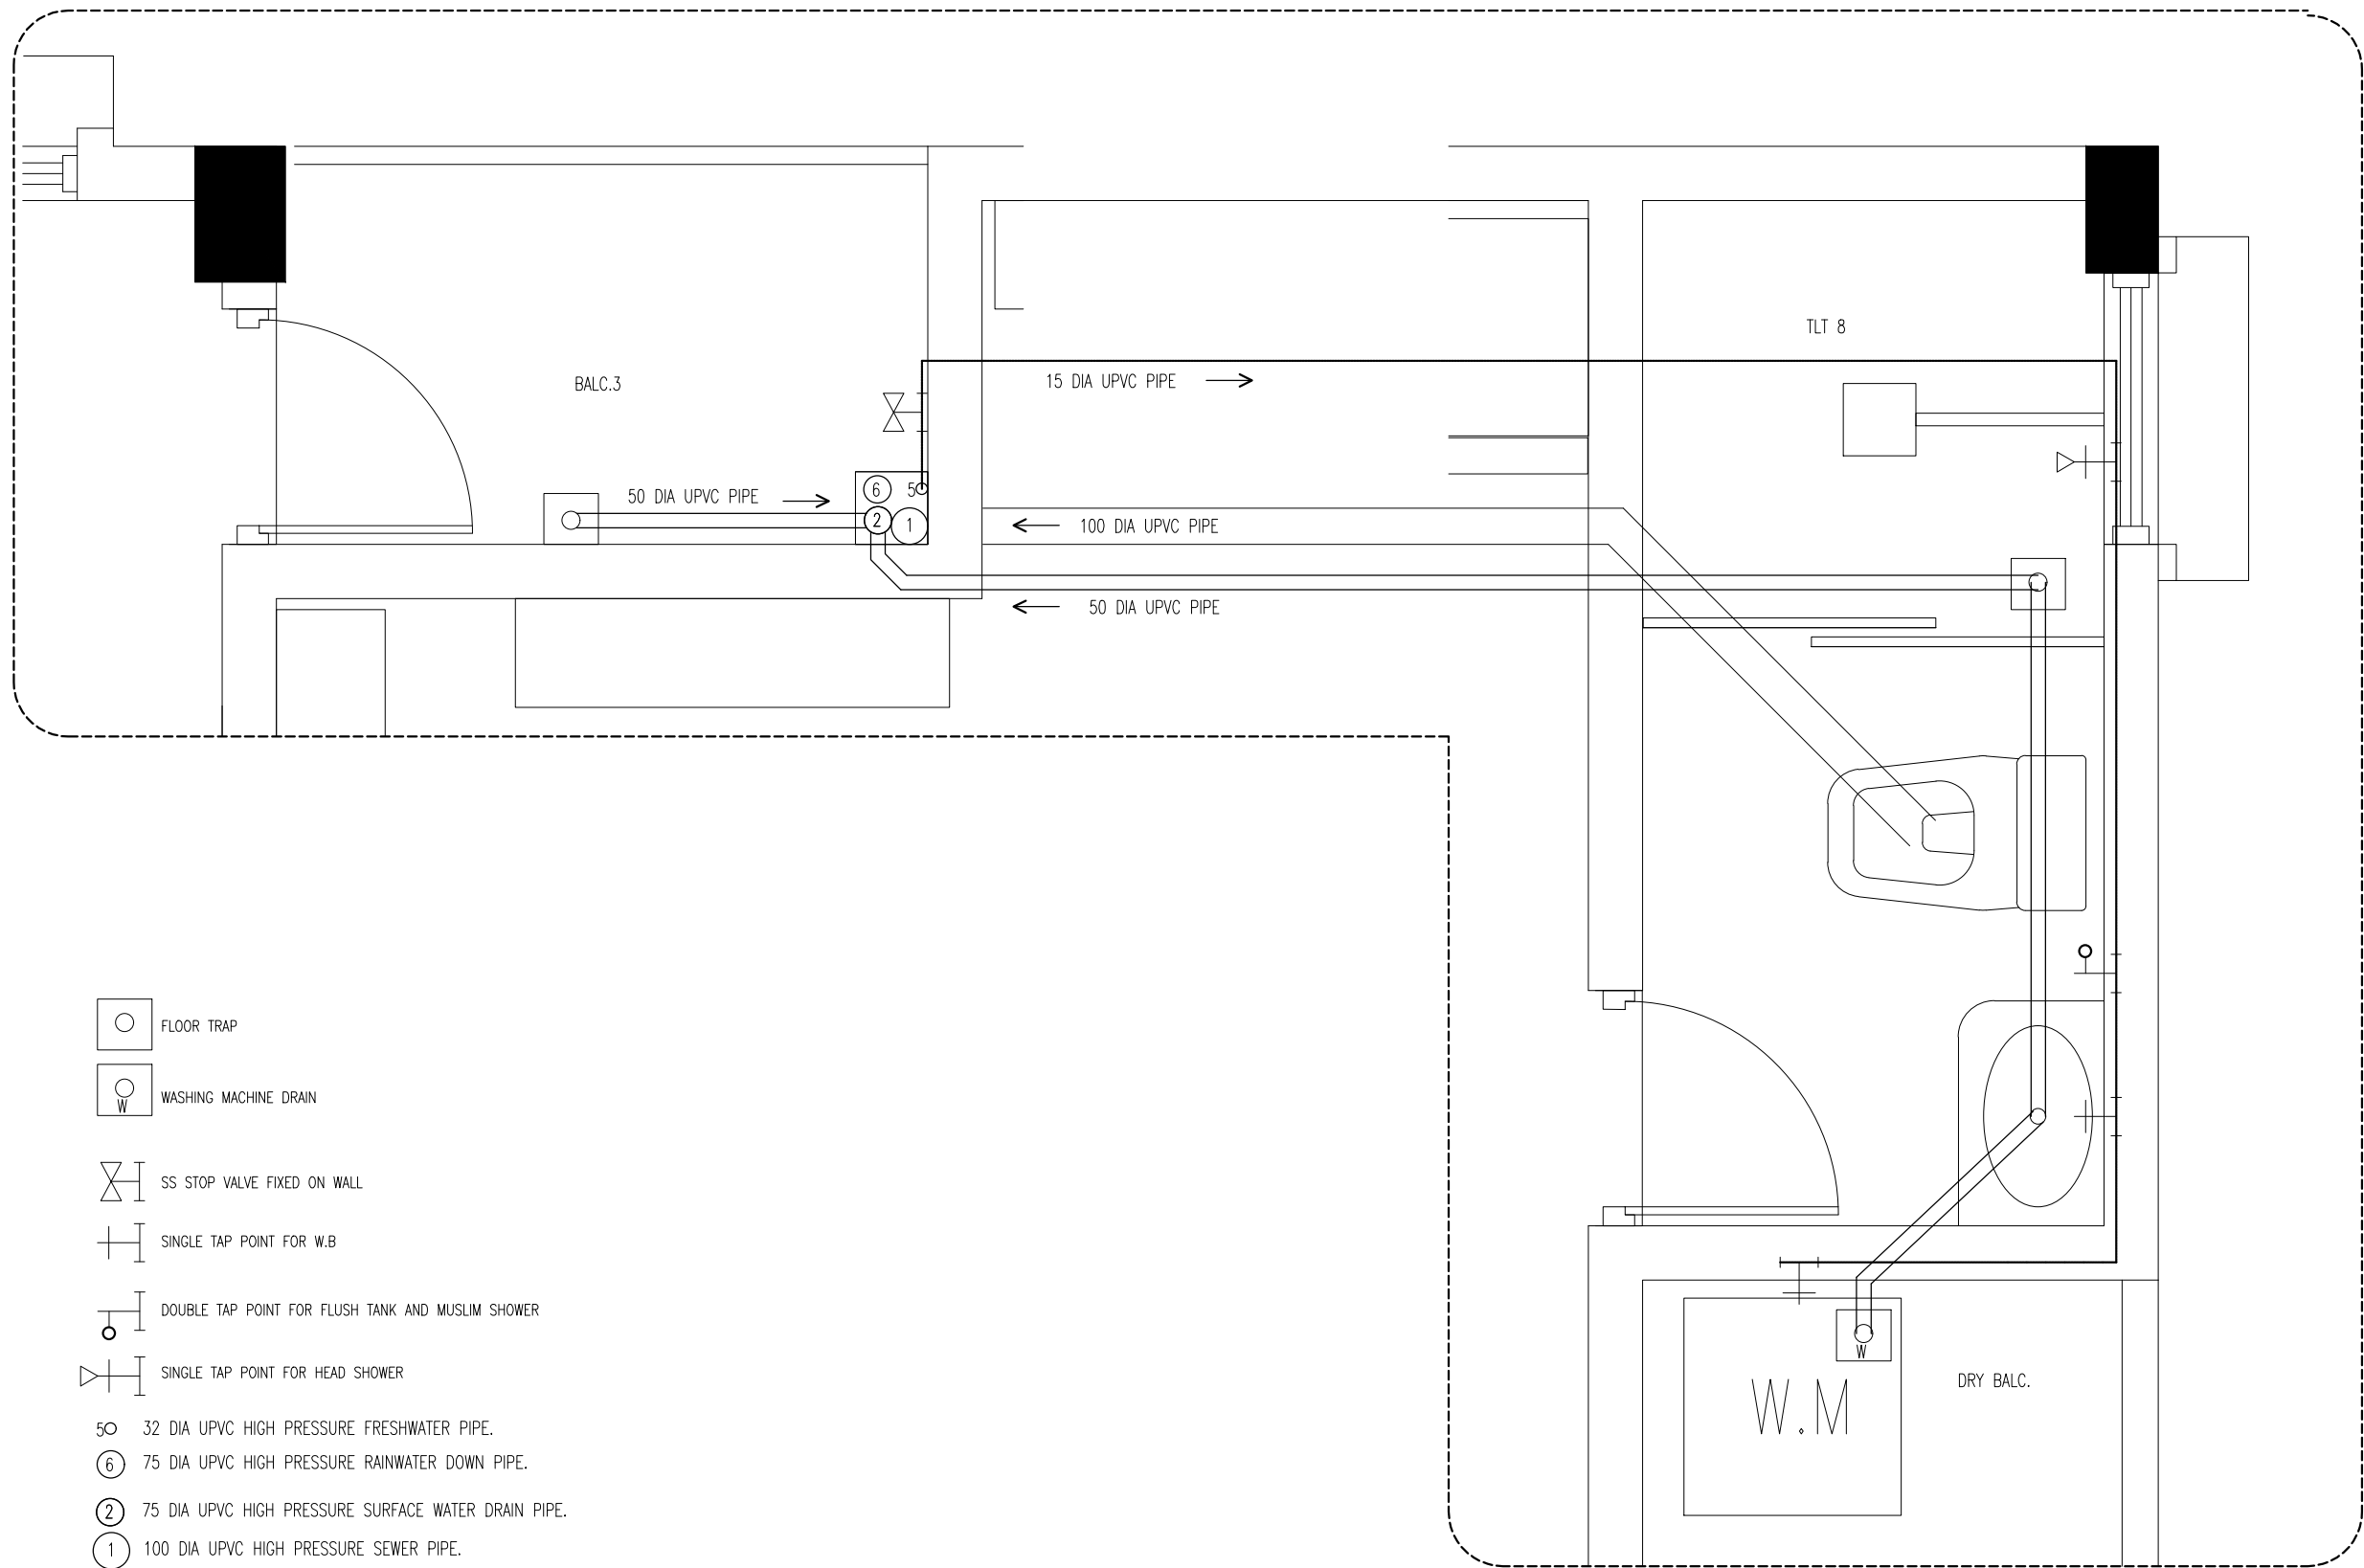 TLT 8
BALC.3
15 DIA UPVC PIPE
50 DIA UPVC PIPE
6
5
2
1
100 DIA UPVC PIPE
50 DIA UPVC PIPE
FLOOR TRAP
W
WASHING MACHINE DRAIN
SS STOP VALVE FIXED ON WALL
SINGLE TAP POINT FOR W.B
DOUBLE TAP POINT FOR FLUSH TANK AND MUSLIM SHOWER
SINGLE TAP POINT FOR HEAD SHOWER
W
W.M
DRY BALC.
5 32 DIA UPVC HIGH PRESSURE FRESHWATER PIPE.
6 75 DIA UPVC HIGH PRESSURE RAINWATER DOWN PIPE.
2 75 DIA UPVC HIGH PRESSURE SURFACE WATER DRAIN PIPE.
1 100 DIA UPVC HIGH PRESSURE SEWER PIPE.